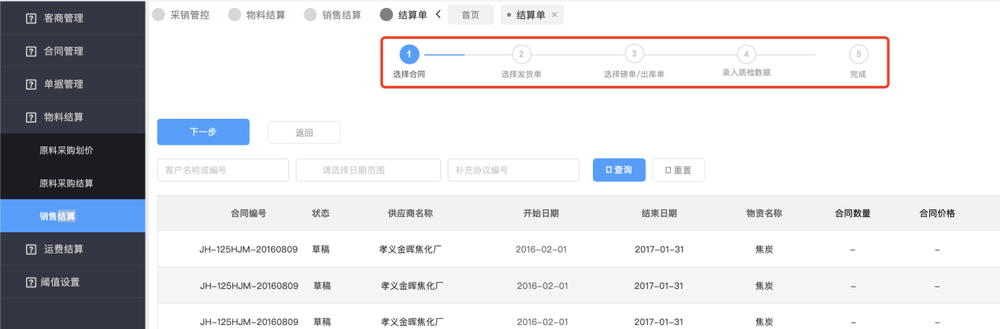 客商管理
合同管理
单据管理
物料结算
原料采购划价
原料采购结算
销售结算
运费结算
阈值设置
采销管控 物料结算 销售结算 结算单 首页 结算单
1 2 3 4 5
选择合同 选择发货单 选择磅单/出库单 录入质检数据 完成
下一步 返回
客户名称或编号 请选择日期范围 补充协议编号 查询 重置
合同编号 状态 供应商名称 开始日期 结束日期 物资名称 合同数量 合同价格
JH-125HJM-20160809 草稿 孝义金晖焦化厂 2016-02-01 2017-01-31 焦炭 - -
JH-125HJM-20160809 草稿 孝义金晖焦化厂 2016-02-01 2017-01-31 焦炭 - -
JH-125HJM-20160809 草稿 孝义金晖焦化厂 2016-02-01 2017-01-31 焦炭 - -